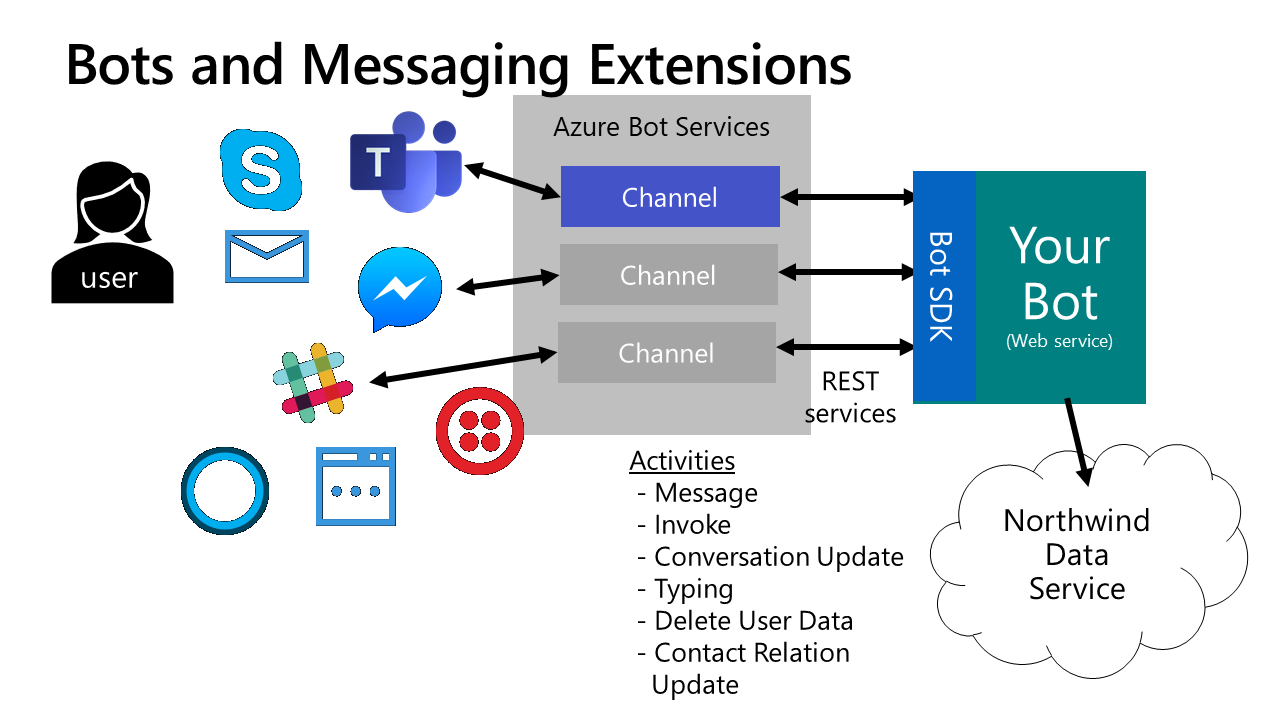 Bots and Messaging Extensions
Azure Bot Services
S
T
user
Channel
Channel
Channel
Bot SDK
Your
Bot
(Web service)
REST
services
Activities
- Message
- Invoke
- Conversation Update
- Typing
- Delete User Data
- Contact Relation
Update
Northwind
Data
Service